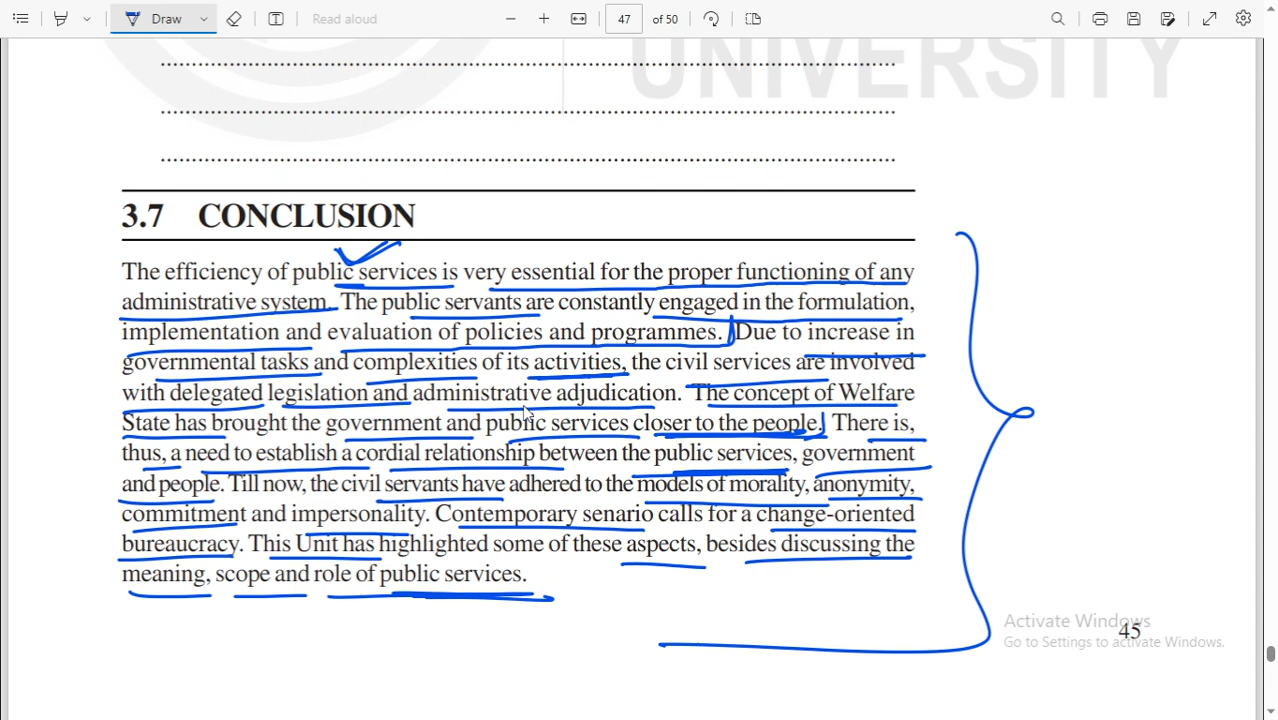 Draw
Read aloud
47 of 50
UNIVERSITY
3.7 CONCLUSION
The efficiency of public services is very essential for the proper functioning of any
administrative system. The public servants are constantly engaged in the formulation,
implementation and evaluation of policies and programmes. Due to increase in
governmental tasks and complexities of its activities, the civil services are involved
with delegated legislation and administrative adjudication. The concept of Welfare
State has brought the government and public services closer to the people. There is,
thus, a need to establish a cordial relationship between the public services, government
and people. Till now, the civil servants have adhered to the models of morality, anonymity,
commitment and impersonality. Contemporary senario calls for a change-oriented
bureaucracy. This Unit has highlighted some of these aspects, besides discussing the
meaning, scope and role of public services.
Activate Windows
45
Go to Settings to activate Windows.